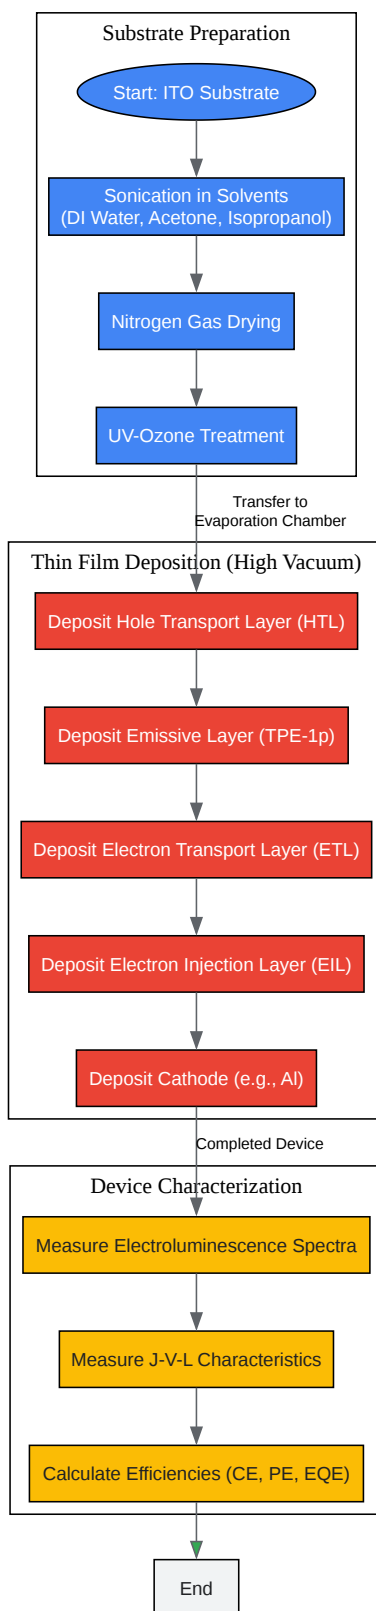 Substrate Preparation
Start: ITO Substrate
Sonication in Solvents
(DI Water, Acetone, Isopropanol)
Nitrogen Gas Drying
UV-Ozone Treatment
Transfer to
Evaporation Chamber
Thin Film Deposition (High Vacuum)
Deposit Hole Transport Layer (HTL)
Deposit Emissive Layer (TPE-1p)
Deposit Electron Transport Layer (ETL)
Deposit Electron Injection Layer (EIL)
Deposit Cathode (e.g., Al)
Completed Device
Device Characterization
Measure Electroluminescence Spectra
Measure J-V-L Characteristics
Calculate Efficiencies (CE, PE, EQE)
End